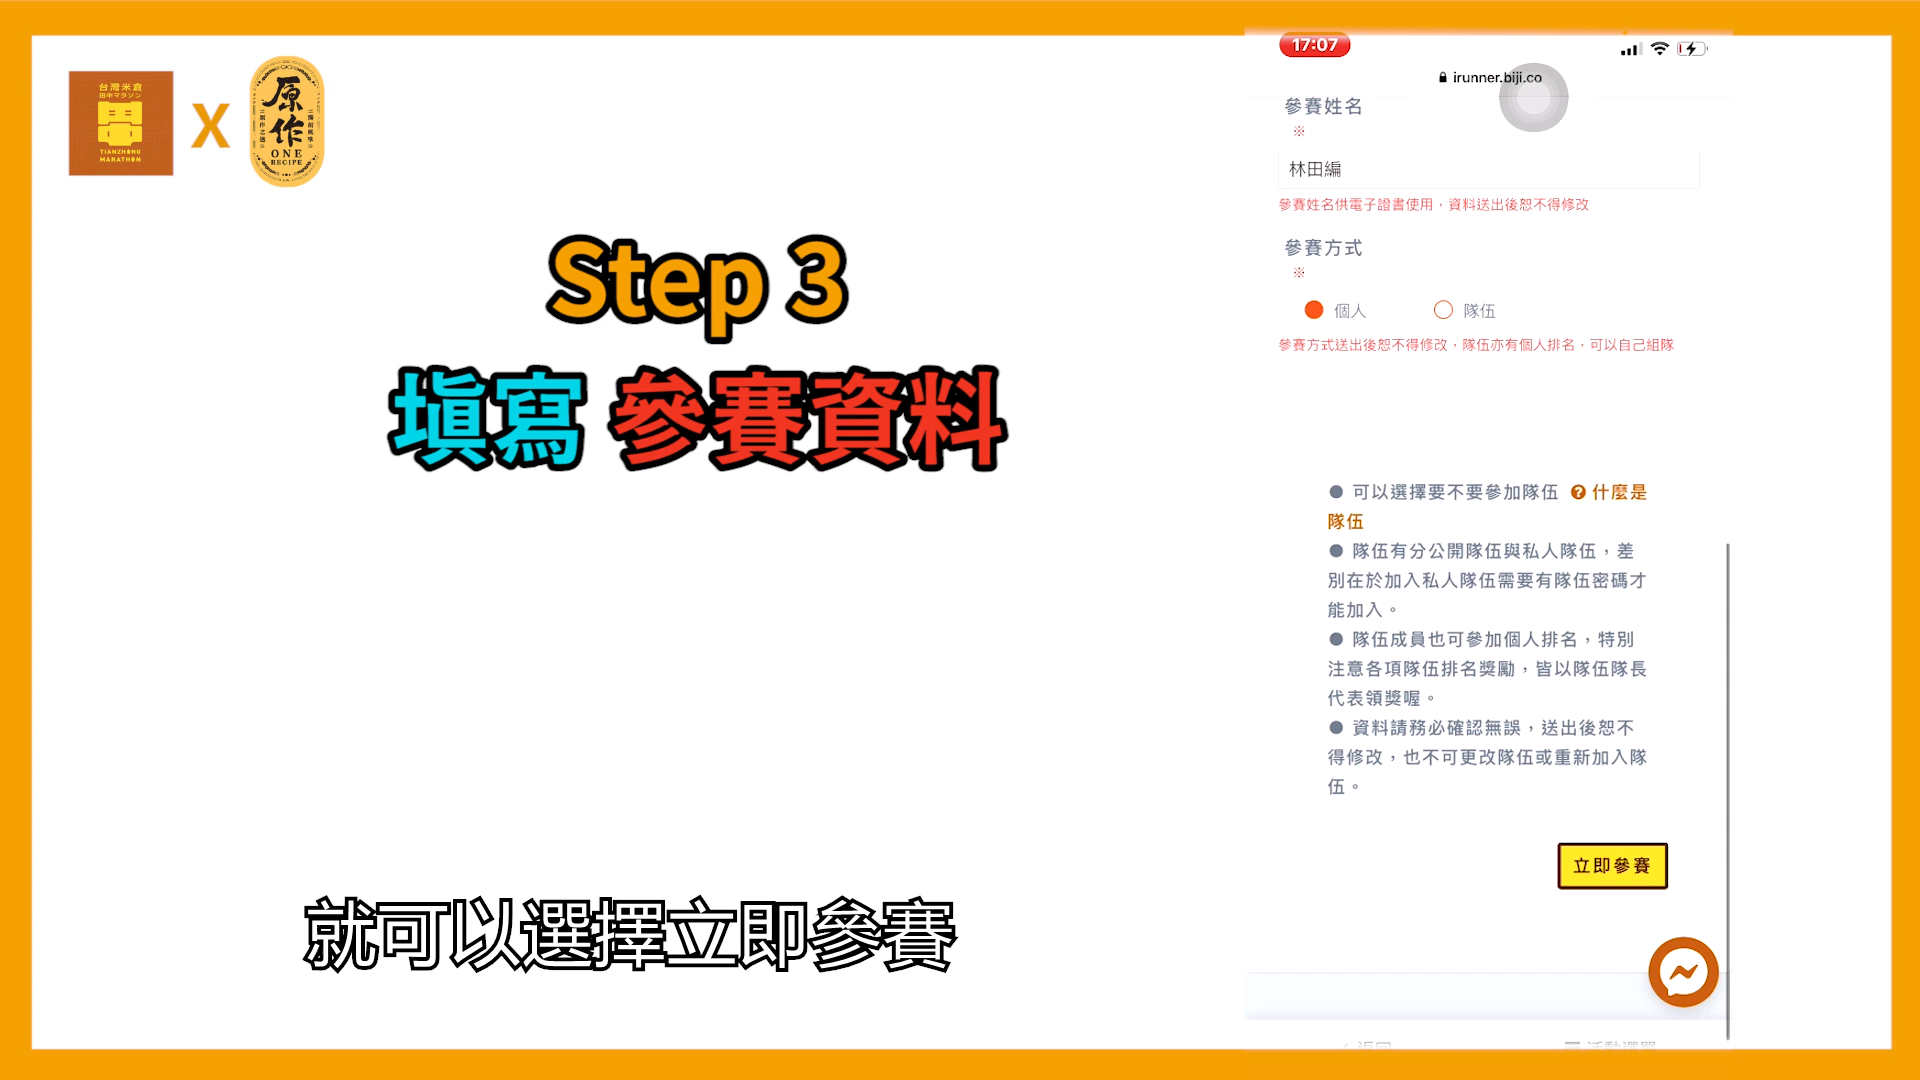 台灣米倉
田中マラソン
TIANZHONG
MARATHON
X
原作
ONE
RECIPE
Step 3
填寫 參賽資料
就可以選擇立即參賽
17:07
irunner.biji.co
參賽姓名
※
林田編
參賽姓名供電子證書使用，資料送出後恕不得修改
參賽方式
※
個人 隊伍
參賽方式送出後恕不得修改，隊伍亦有個人排名，可以自己組隊
● 可以選擇要不要參加隊伍 ? 什麼是
隊伍
● 隊伍有分公開隊伍與私人隊伍，差
別在於加入私人隊伍需要有隊伍密碼才
能加入。
● 隊伍成員也可參加個人排名，特別
注意各項隊伍排名獎勵，皆以隊伍隊長
代表領獎喔。
● 資料請務必確認無誤，送出後恕不
得修改，也不可更改隊伍或重新加入隊
伍。
立即參賽
返回 活動選單